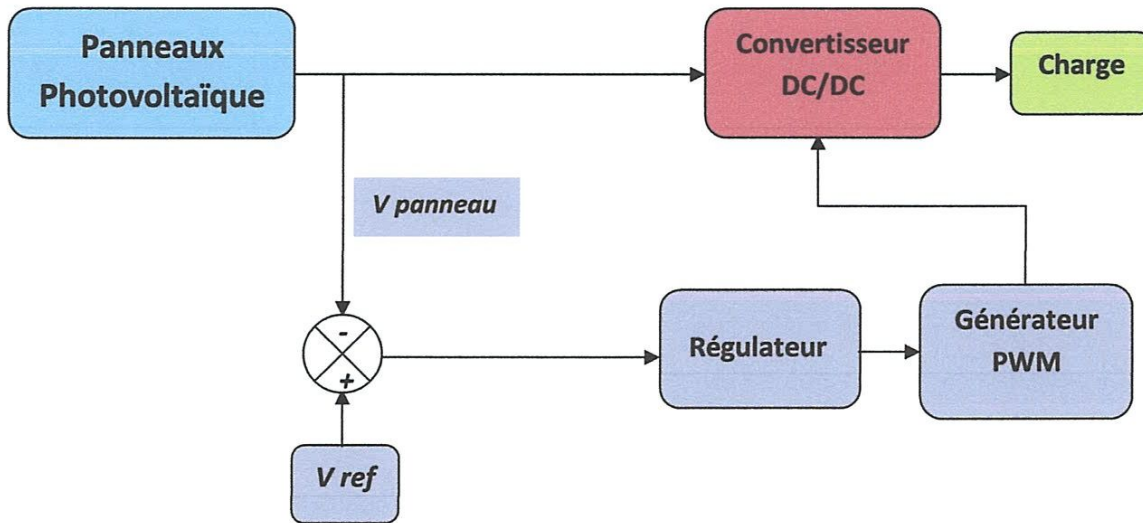 Panneaux
Photovoltaïque
Convertisseur
DC/DC
Charge
V panneau
-
+
Régulateur
Générateur
PWM
V ref